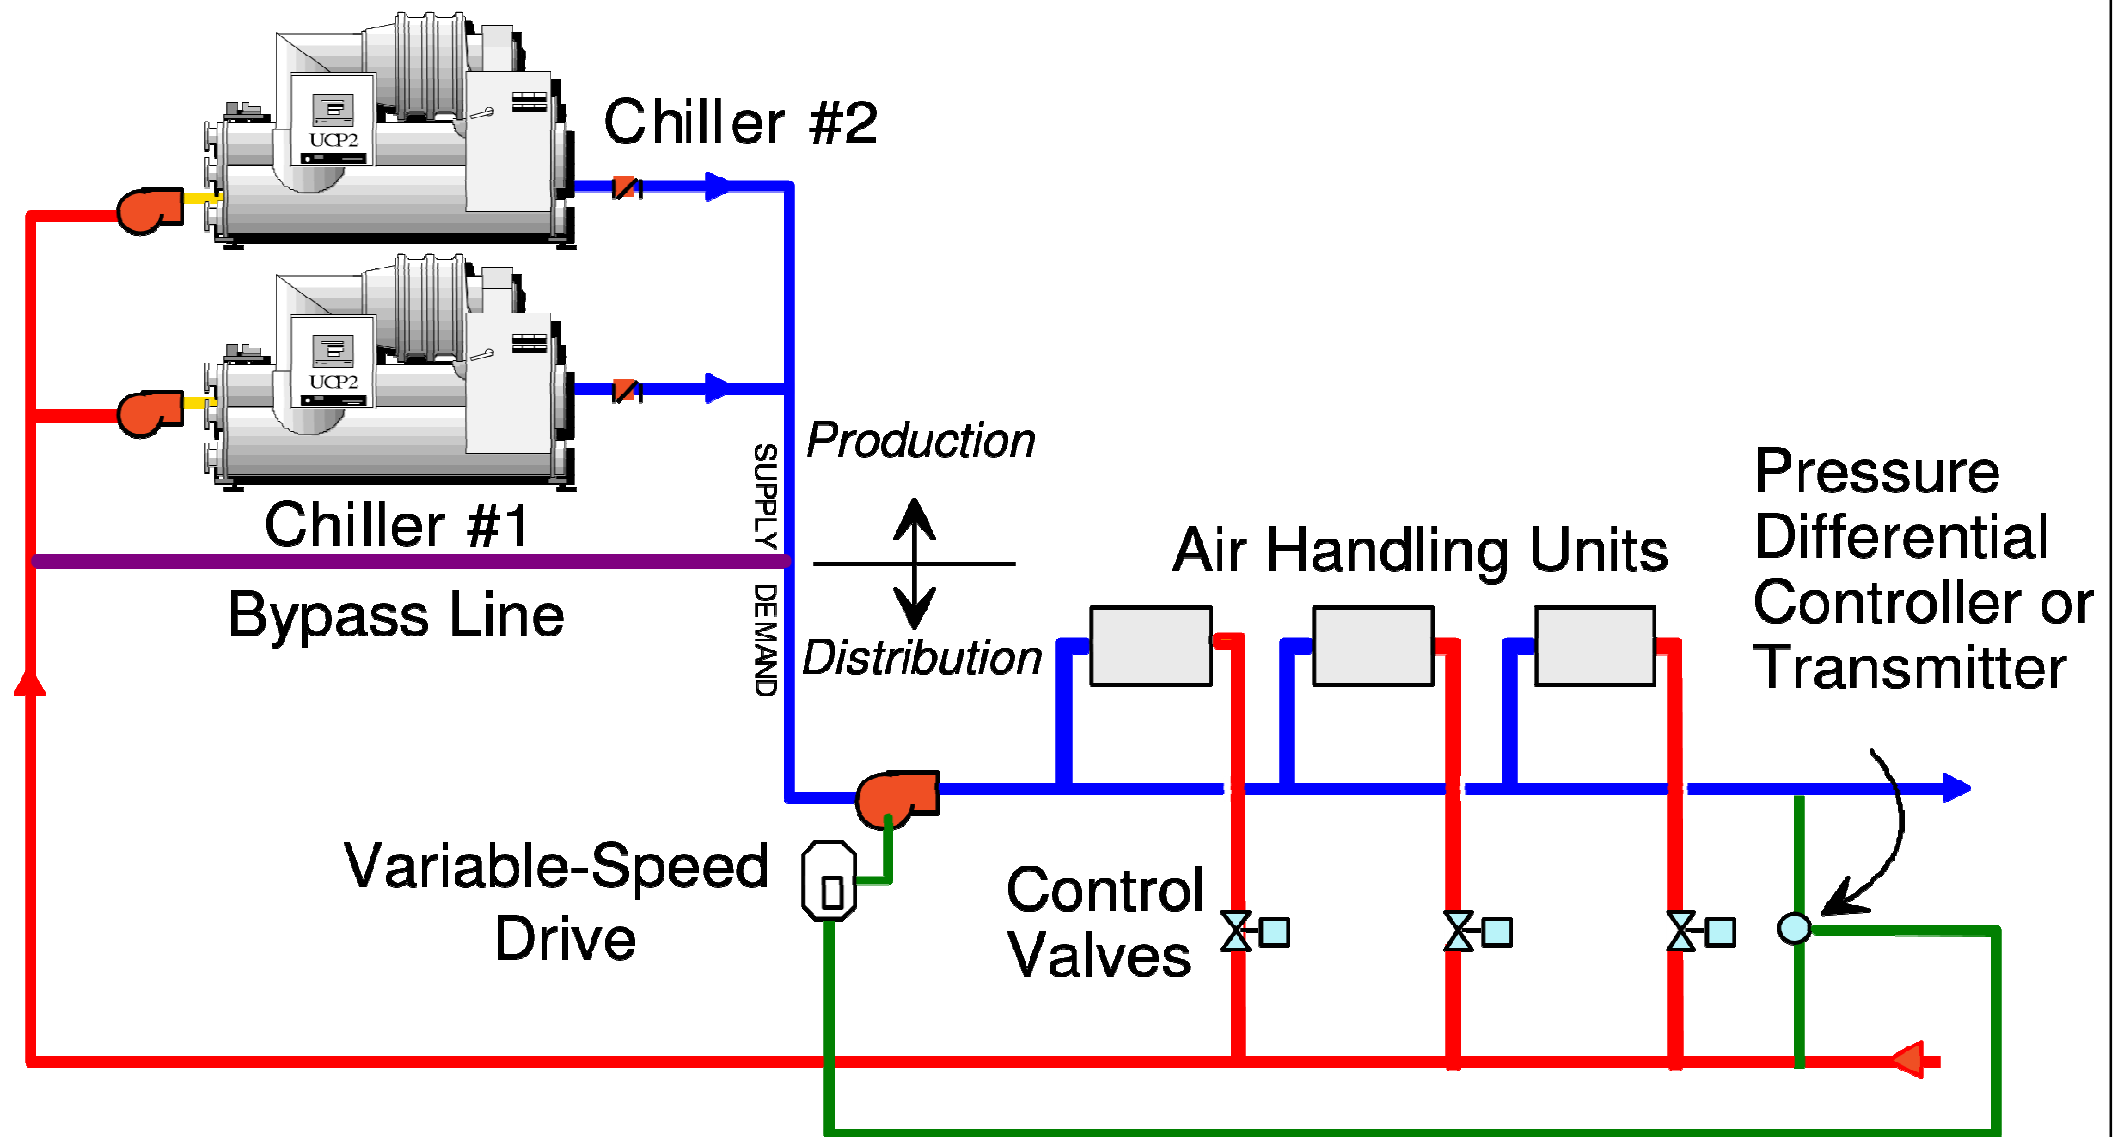 Chiller #2
UCP2
UCP2
Chiller #1
SUPPLY
DEMAND
Production
Distribution
Bypass Line
Air Handling Units
Pressure
Differential
Controller or
Transmitter
Variable-Speed
Drive
Control
Valves